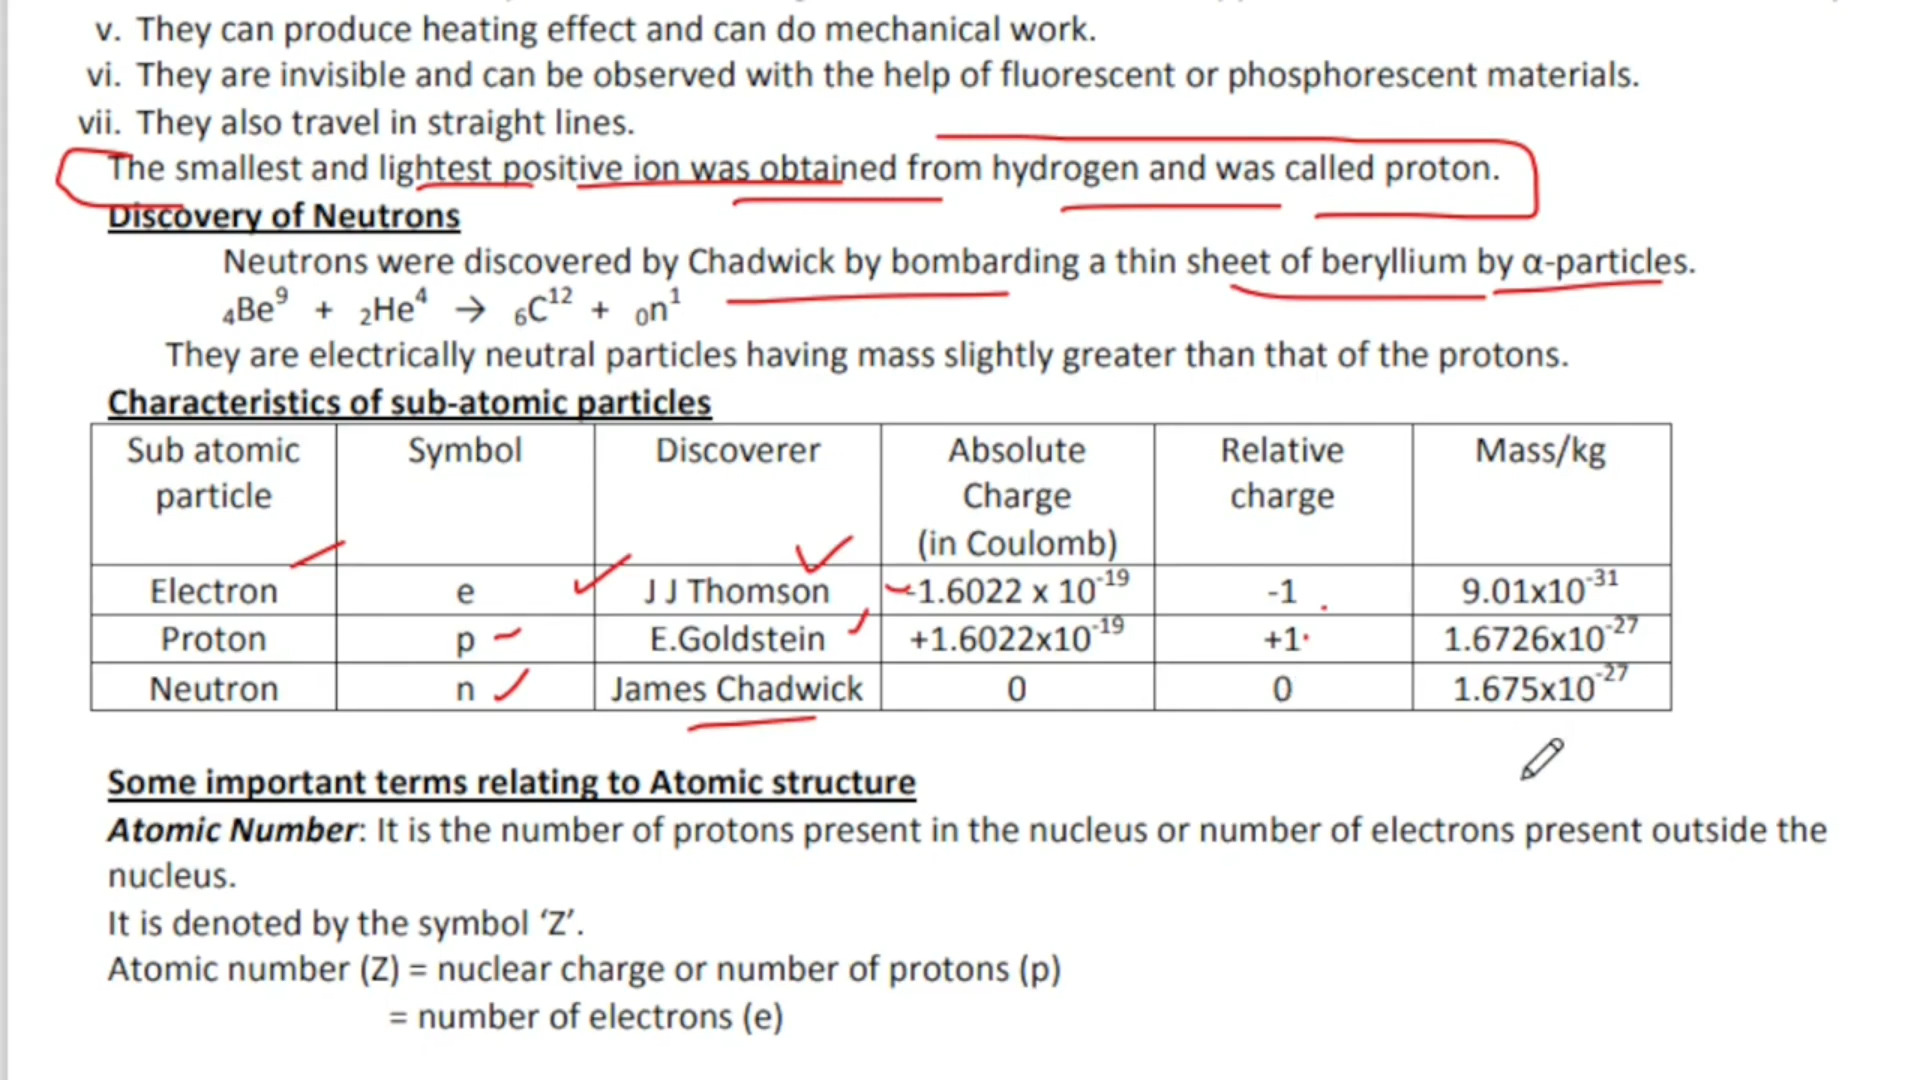 v. They can produce heating effect and can do mechanical work.
vi. They are invisible and can be observed with the help of fluorescent or phosphorescent materials.
vii. They also travel in straight lines.
The smallest and lightest positive ion was obtained from hydrogen and was called proton.
Discovery of Neutrons
Neutrons were discovered by Chadwick by bombarding a thin sheet of beryllium by α-particles.
₄Be⁹ + ₂He⁴ → ₆C¹² + ₀n¹
They are electrically neutral particles having mass slightly greater than that of the protons.
Characteristics of sub-atomic particles
Sub atomic particle | Symbol | Discoverer | Absolute Charge (in Coulomb) | Relative charge | Mass/kg
Electron | e | J J Thomson | -1.6022 x 10⁻¹⁹ | -1 | 9.01x10⁻³¹
Proton | p | E.Goldstein | +1.6022x10⁻¹⁹ | +1 | 1.6726x10⁻²⁷
Neutron | n | James Chadwick | 0 | 0 | 1.675x10⁻²⁷
Some important terms relating to Atomic structure
Atomic Number: It is the number of protons present in the nucleus or number of electrons present outside the
nucleus.
It is denoted by the symbol ‘Z’.
Atomic number (Z) = nuclear charge or number of protons (p)
= number of electrons (e)